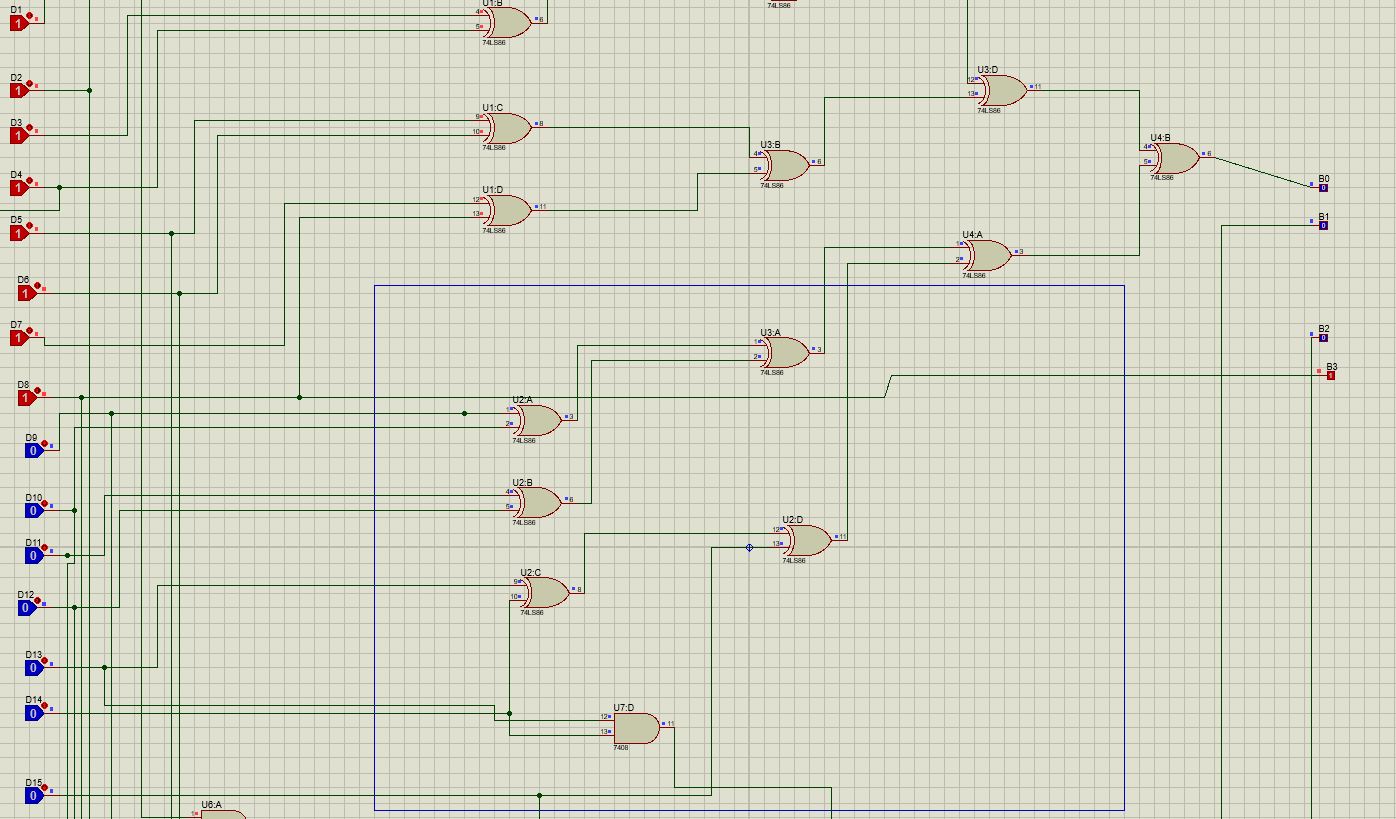 D1
1
U1:B
4
5
6
74LS86
74LS86
D2
1
U3:D
12
13
11
74LS86
D3
1
U1:C
9
10
8
74LS86
U3:B
4
5
6
74LS86
U4:B
4
5
6
74LS86
D4
1
B0
0
U1:D
12
13
11
74LS86
D5
1
B1
0
U4:A
1
2
3
74LS86
D6
1
D7
1
U3:A
1
2
3
74LS86
B2
0
B3
1
D8
1
U2:A
1
2
3
74LS86
D9
0
U2:B
4
5
6
74LS86
D10
0
U2:D
12
13
11
74LS86
D11
0
U2:C
9
10
8
74LS86
D12
0
D13
0
D14
0
U7:D
12
13
11
7408
D15
0
U6:A
1